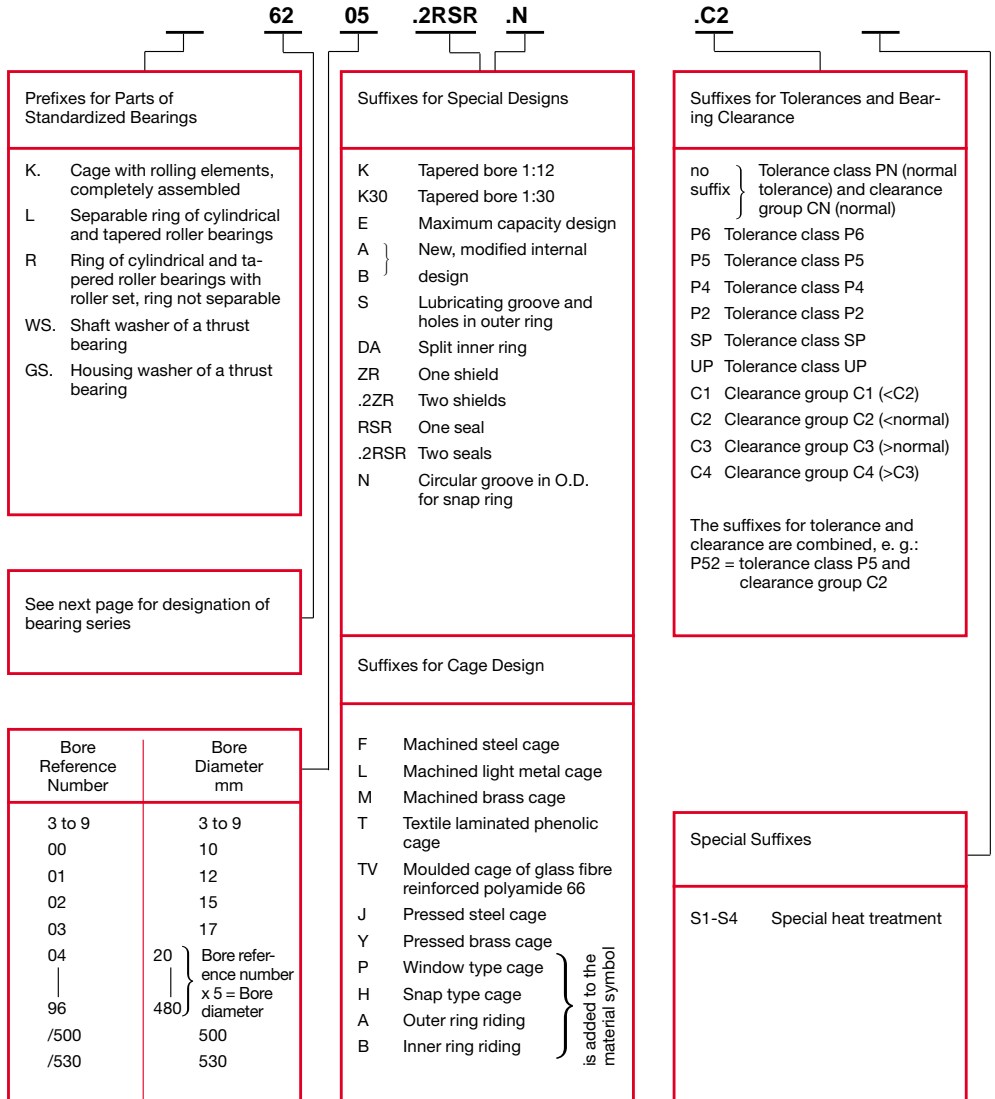 62 05 .2RSR .N .C2
Prefixes for Parts of
Standardized Bearings
K. Cage with rolling elements,
completely assembled
L Separable ring of cylindrical
and tapered roller bearings
R Ring of cylindrical and ta-
pered roller bearings with
roller set, ring not separable
WS. Shaft washer of a thrust
bearing
GS. Housing washer of a thrust
bearing
See next page for designation of
bearing series
Bore
Reference
Number
Bore
Diameter
mm
3 to 9 3 to 9
00 10
01 12
02 15
03 17
04 20
96 480
Bore refer-
ence number
x 5 = Bore
diameter
/500 500
/530 530
Suffixes for Special Designs
K Tapered bore 1:12
K30 Tapered bore 1:30
E Maximum capacity design
A New, modified internal
B design
S Lubricating groove and
holes in outer ring
DA Split inner ring
ZR One shield
.2ZR Two shields
RSR One seal
.2RSR Two seals
N Circular groove in O.D.
for snap ring
Suffixes for Cage Design
F Machined steel cage
L Machined light metal cage
M Machined brass cage
T Textile laminated phenolic
cage
TV Moulded cage of glass fibre
reinforced polyamide 66
J Pressed steel cage
Y Pressed brass cage
P Window type cage
H Snap type cage
A Outer ring riding
B Inner ring riding
is added to the
material symbol
Suffixes for Tolerances and Bear-
ing Clearance
no
suffix
Tolerance class PN (normal
tolerance) and clearance
group CN (normal)
P6 Tolerance class P6
P5 Tolerance class P5
P4 Tolerance class P4
P2 Tolerance class P2
SP Tolerance class SP
UP Tolerance class UP
C1 Clearance group C1 (<C2)
C2 Clearance group C2 (<normal)
C3 Clearance group C3 (>normal)
C4 Clearance group C4 (>C3)
The suffixes for tolerance and
clearance are combined, e. g.:
P52 = tolerance class P5 and
clearance group C2
Special Suffixes
S1-S4 Special heat treatment